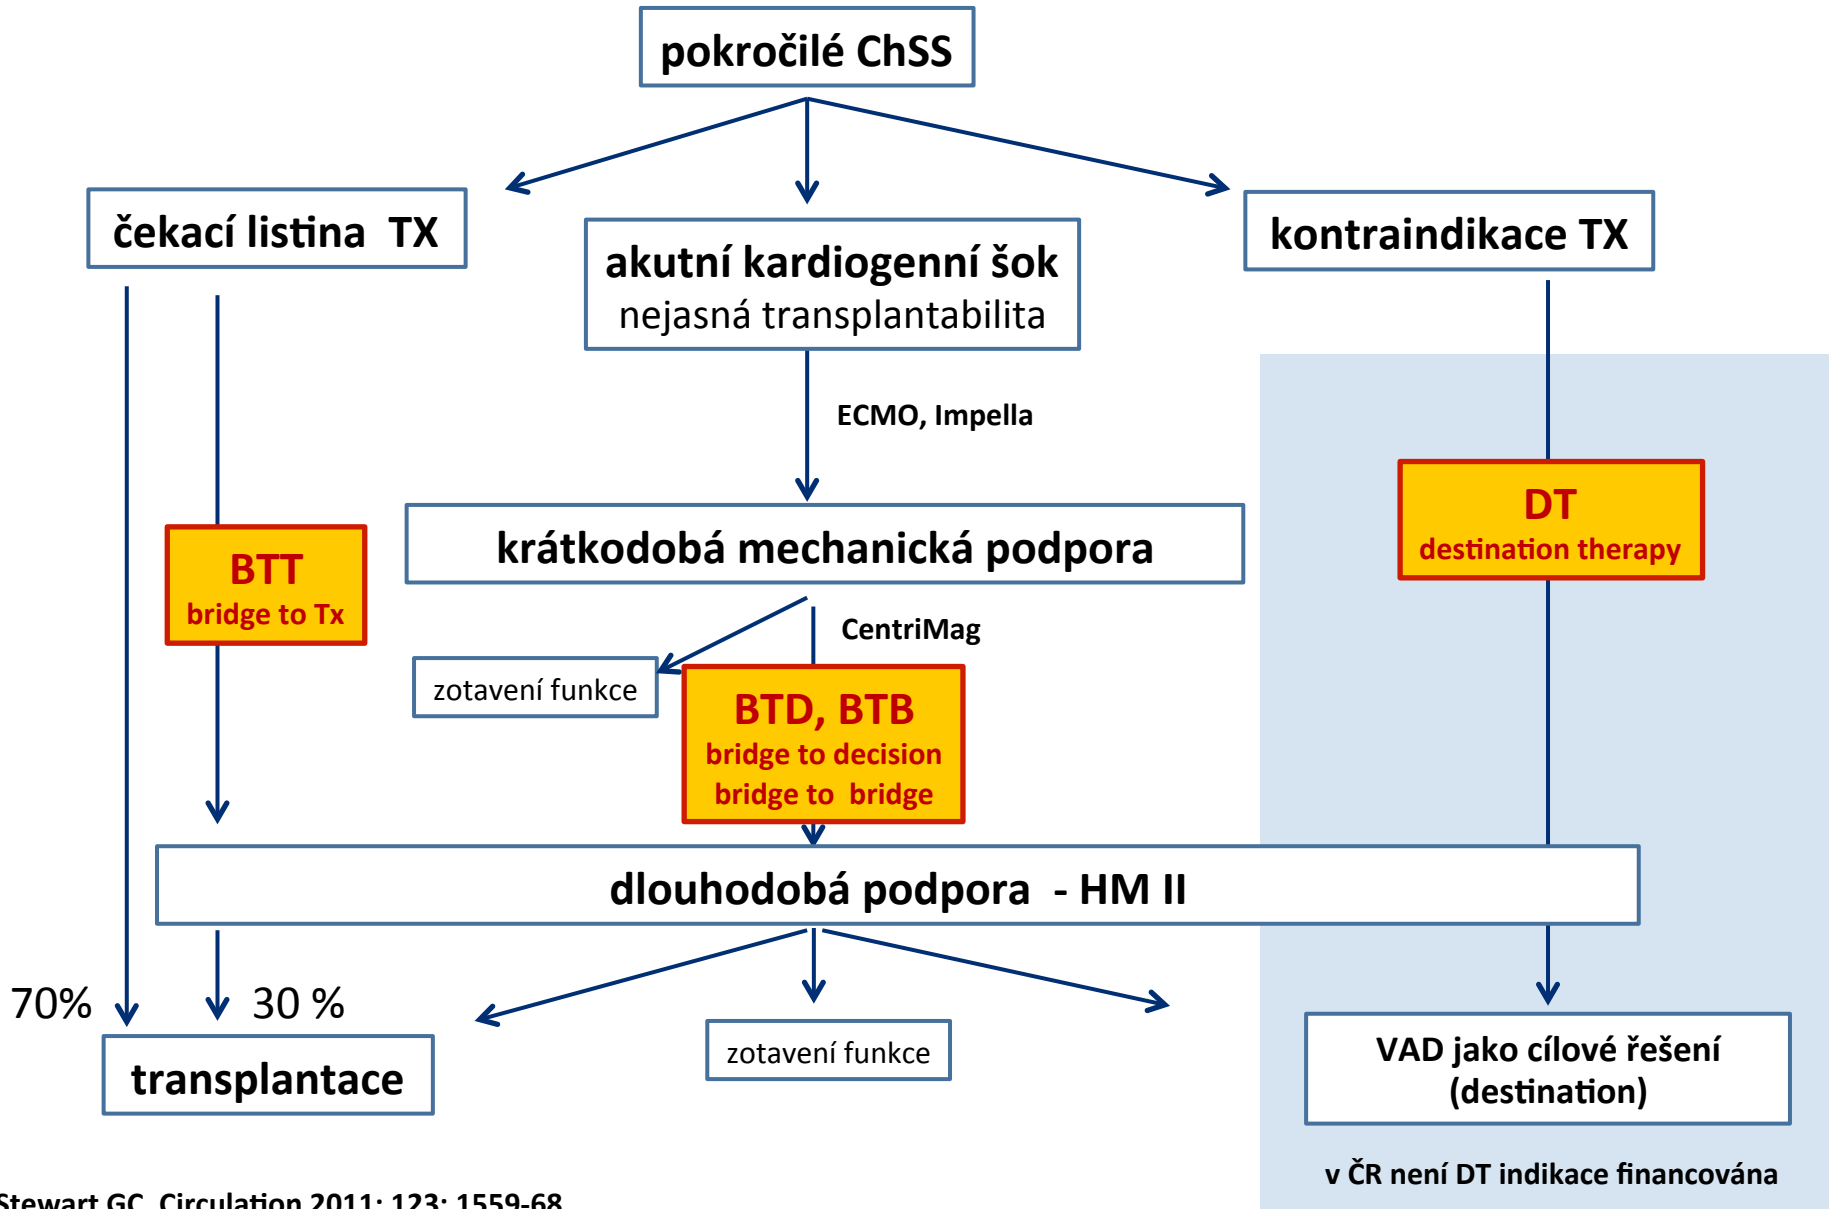 pokročilé ChSS
čekací listina TX
akutní kardiogenní šok
nejasná transplantabilita
kontraindikace TX
ECMO, Impella
krátkodobá mechanická podpora
DT
destination therapy
BTT
bridge to Tx
CentriMag
zotavení funkce
BTD, BTB
bridge to decision
bridge to bridge
dlouhodobá podpora - HM II
70%
30 %
transplantace
zotavení funkce
VAD jako cílové řešení
(destination)
v ČR není DT indikace financována
Stewart GC, Circulation 2011; 123: 1559-68